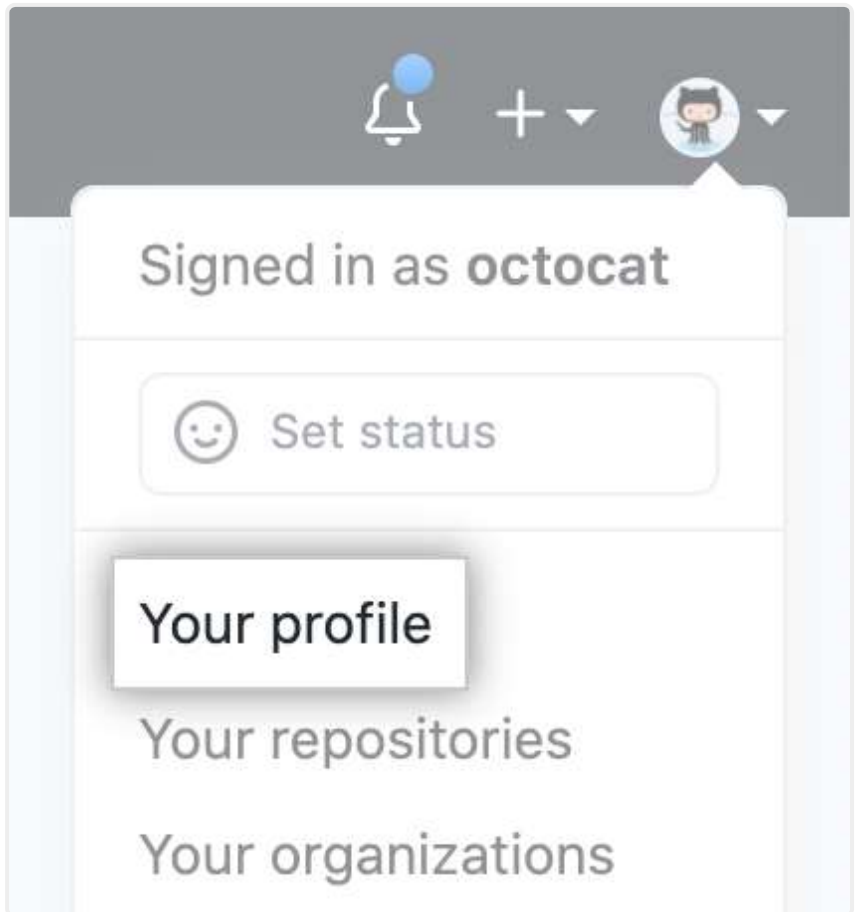 Signed in as octocat
Set status
Your profile
Your repositories
Your organizations